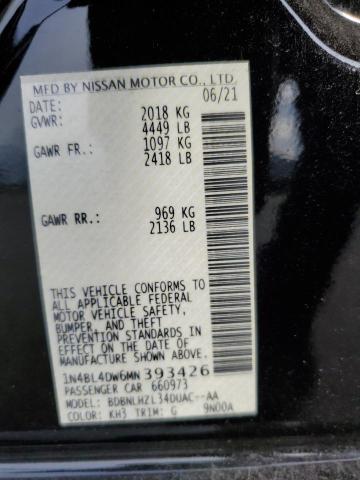 MFD BY NISSAN MOTOR CO., LTD.
DATE: 06/21
GVWR: 2018 KG
4449 LB
GAWR FR.: 1097 KG
2418 LB
GAWR RR.: 969 KG
2136 LB
THIS VEHICLE CONFORMS TO
ALL APPLICABLE FEDERAL
MOTOR VEHICLE SAFETY,
BUMPER, AND THEFT
PREVENTION STANDARDS IN
EFFECT ON THE DATE OF
MANUFACTURE SHOWN ABOVE.
1N4BL4DW6MN393426
PASSENGER CAR 660973
MODEL: BDBNLHZL34DUAC--AA
COLOR: KH3 TRIM: G 9N00A